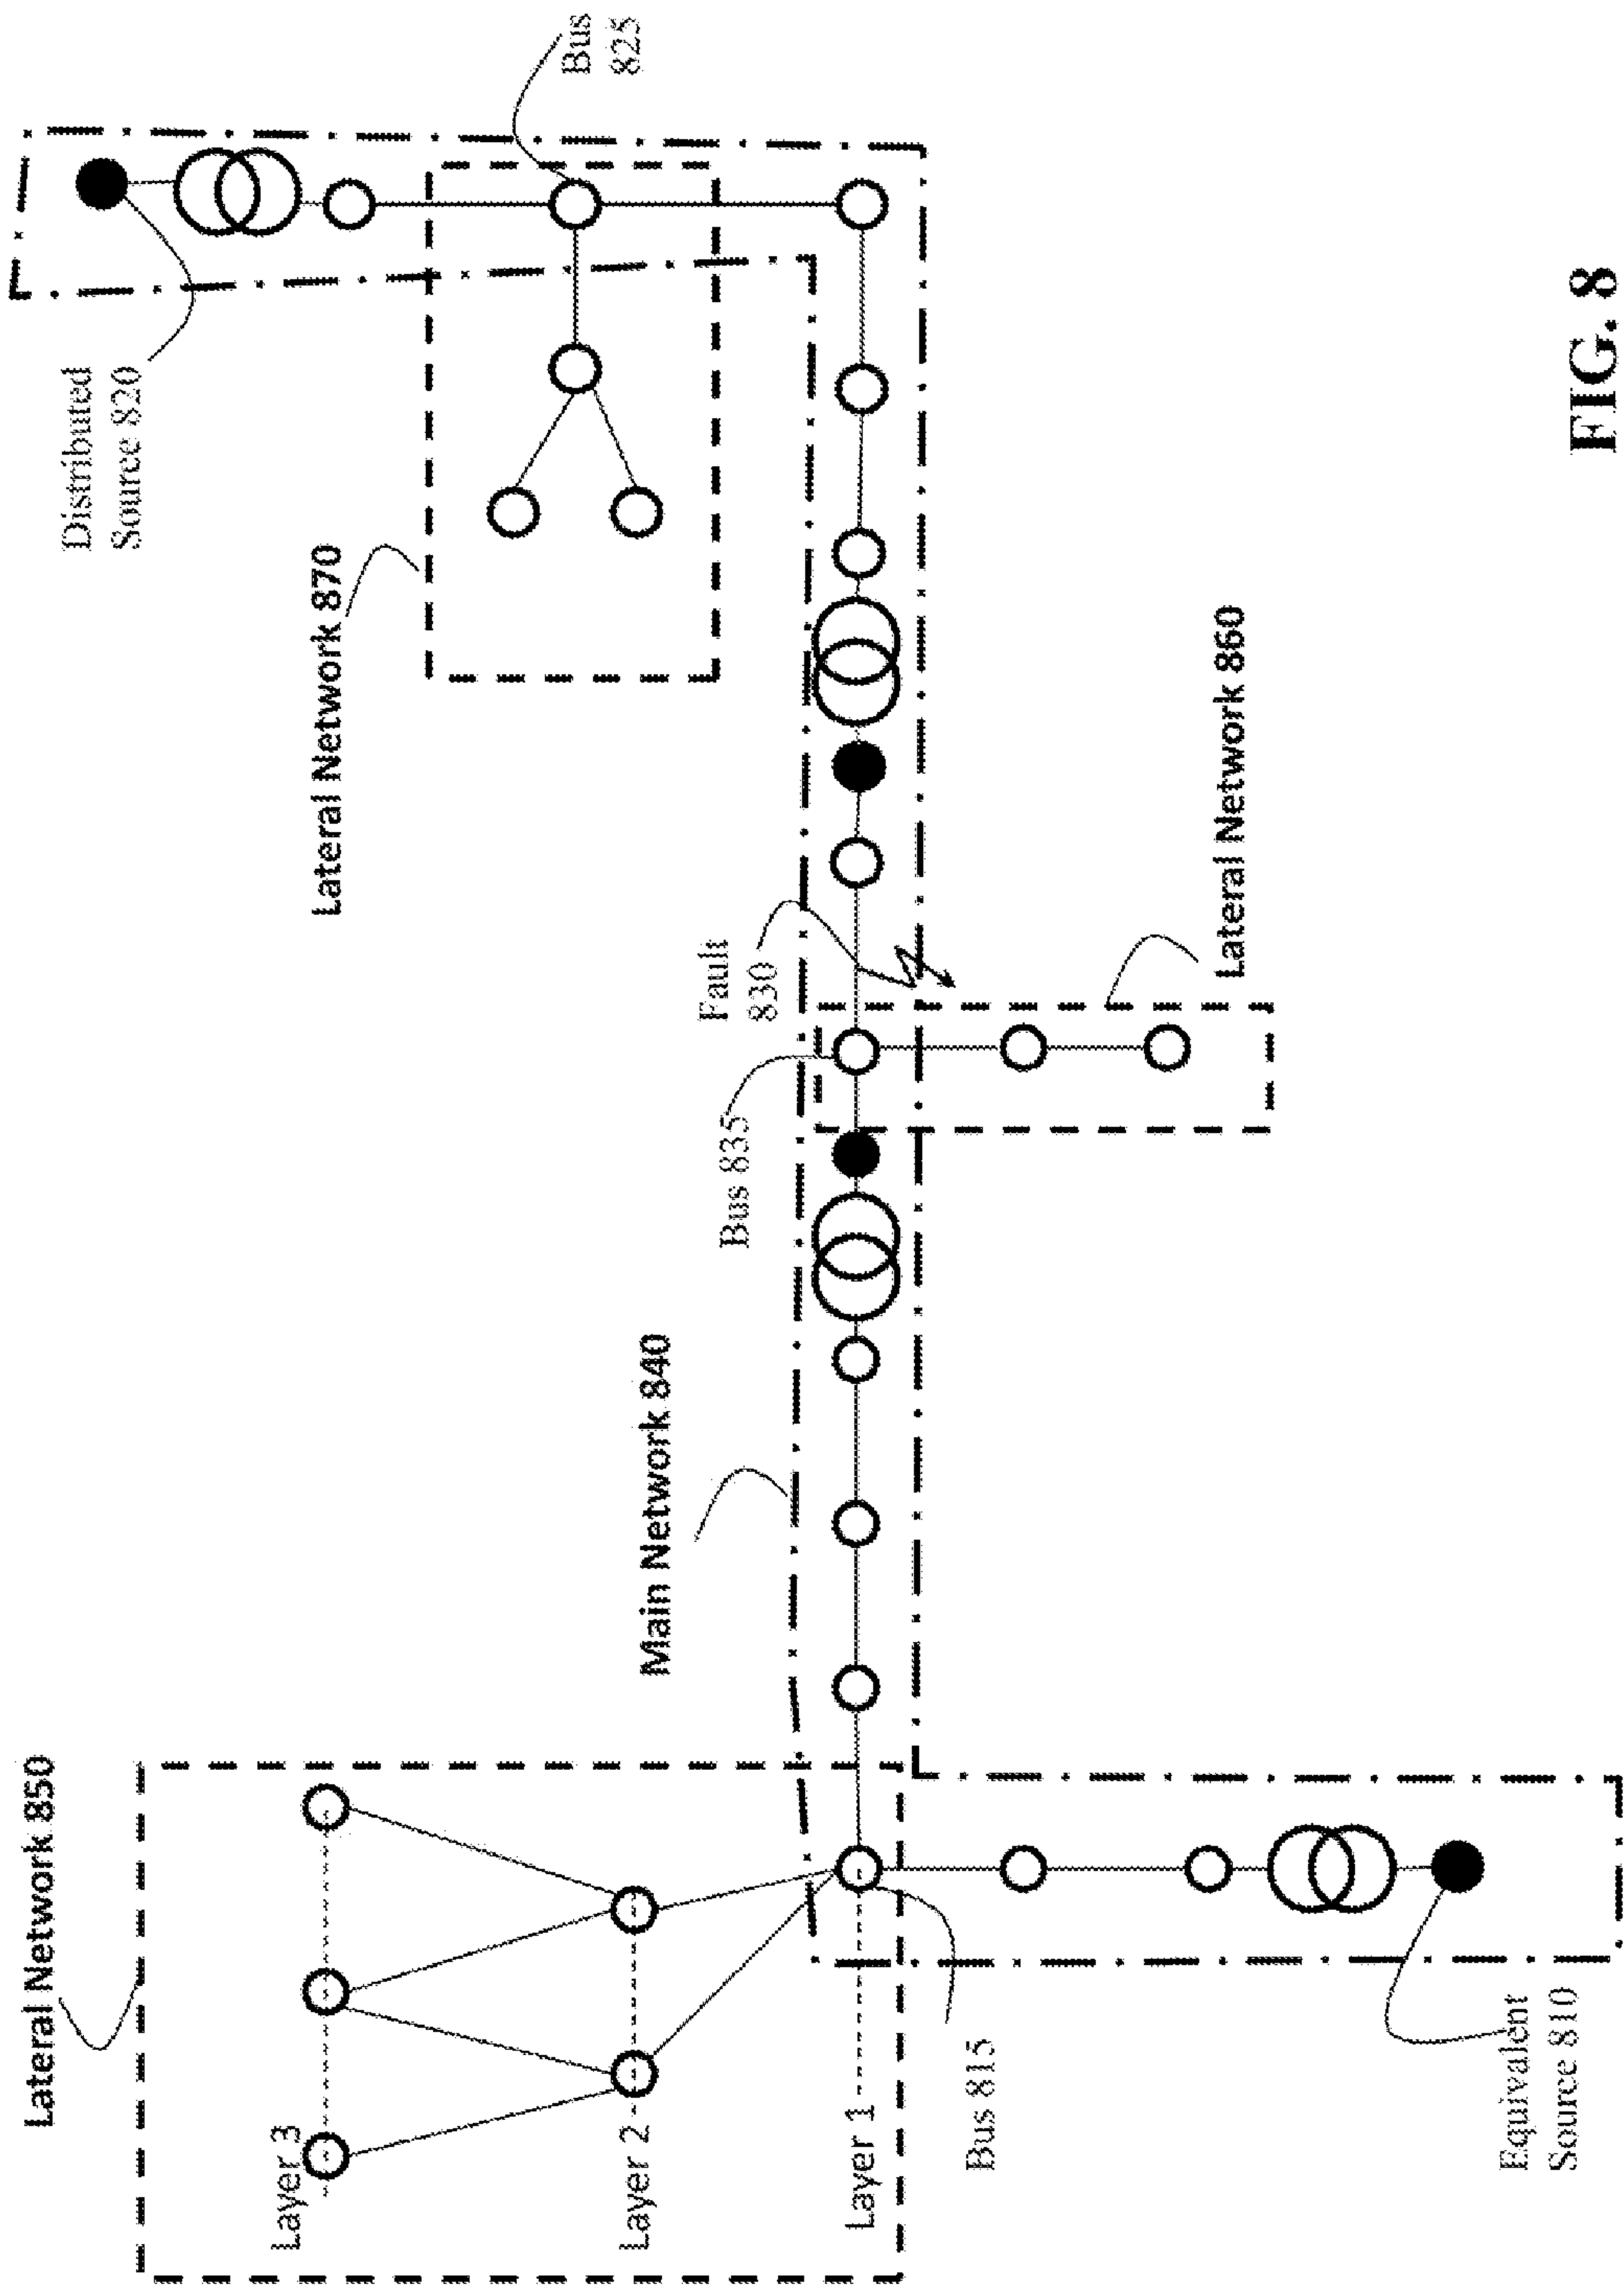 Lateral Network 850
Layer 3
Layer 2
Layer 1
Bus 815
Equivalent
Source 810
Main Network 840
Bus 835
Fault
830
Lateral Network 860
Lateral Network 870
Distributed
Source 820
Bus
825
FIG. 8